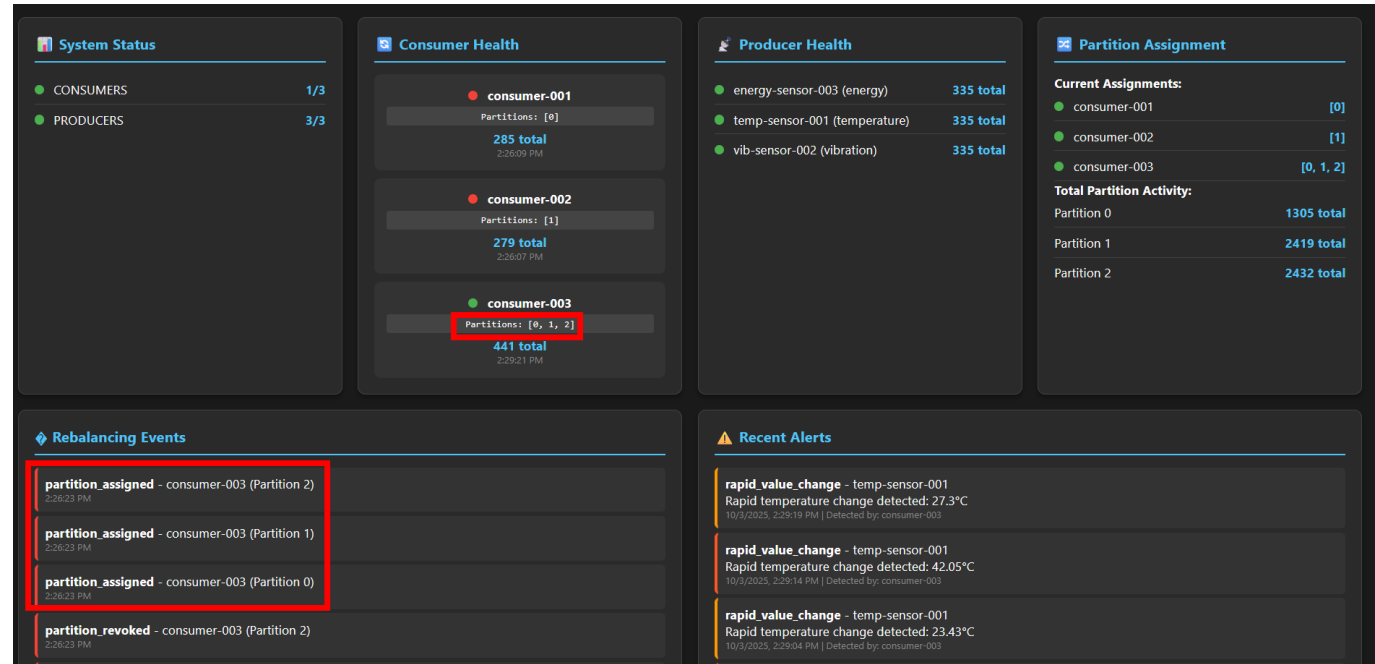 System Status
CONSUMERS 1/3
PRODUCERS 3/3
Consumer Health
consumer-001
Partitions: [0]
285 total
2:26:09 PM
consumer-002
Partitions: [1]
279 total
2:26:07 PM
consumer-003
Partitions: [0, 1, 2]
441 total
2:29:21 PM
Producer Health
energy-sensor-003 (energy) 335 total
temp-sensor-001 (temperature) 335 total
vib-sensor-002 (vibration) 335 total
Partition Assignment
Current Assignments:
consumer-001 [0]
consumer-002 [1]
consumer-003 [0, 1, 2]
Total Partition Activity:
Partition 0 1305 total
Partition 1 2419 total
Partition 2 2432 total
Rebalancing Events
partition_assigned - consumer-003 (Partition 2)
2:26:23 PM
partition_assigned - consumer-003 (Partition 1)
2:26:23 PM
partition_assigned - consumer-003 (Partition 0)
2:26:23 PM
partition_revoked - consumer-003 (Partition 2)
2:26:23 PM
Recent Alerts
rapid_value_change - temp-sensor-001
Rapid temperature change detected: 27.3°C
10/3/2025, 2:29:19 PM | Detected by: consumer-003
rapid_value_change - temp-sensor-001
Rapid temperature change detected: 42.05°C
10/3/2025, 2:29:14 PM | Detected by: consumer-003
rapid_value_change - temp-sensor-001
Rapid temperature change detected: 23.43°C
10/3/2025, 2:29:04 PM | Detected by: consumer-003